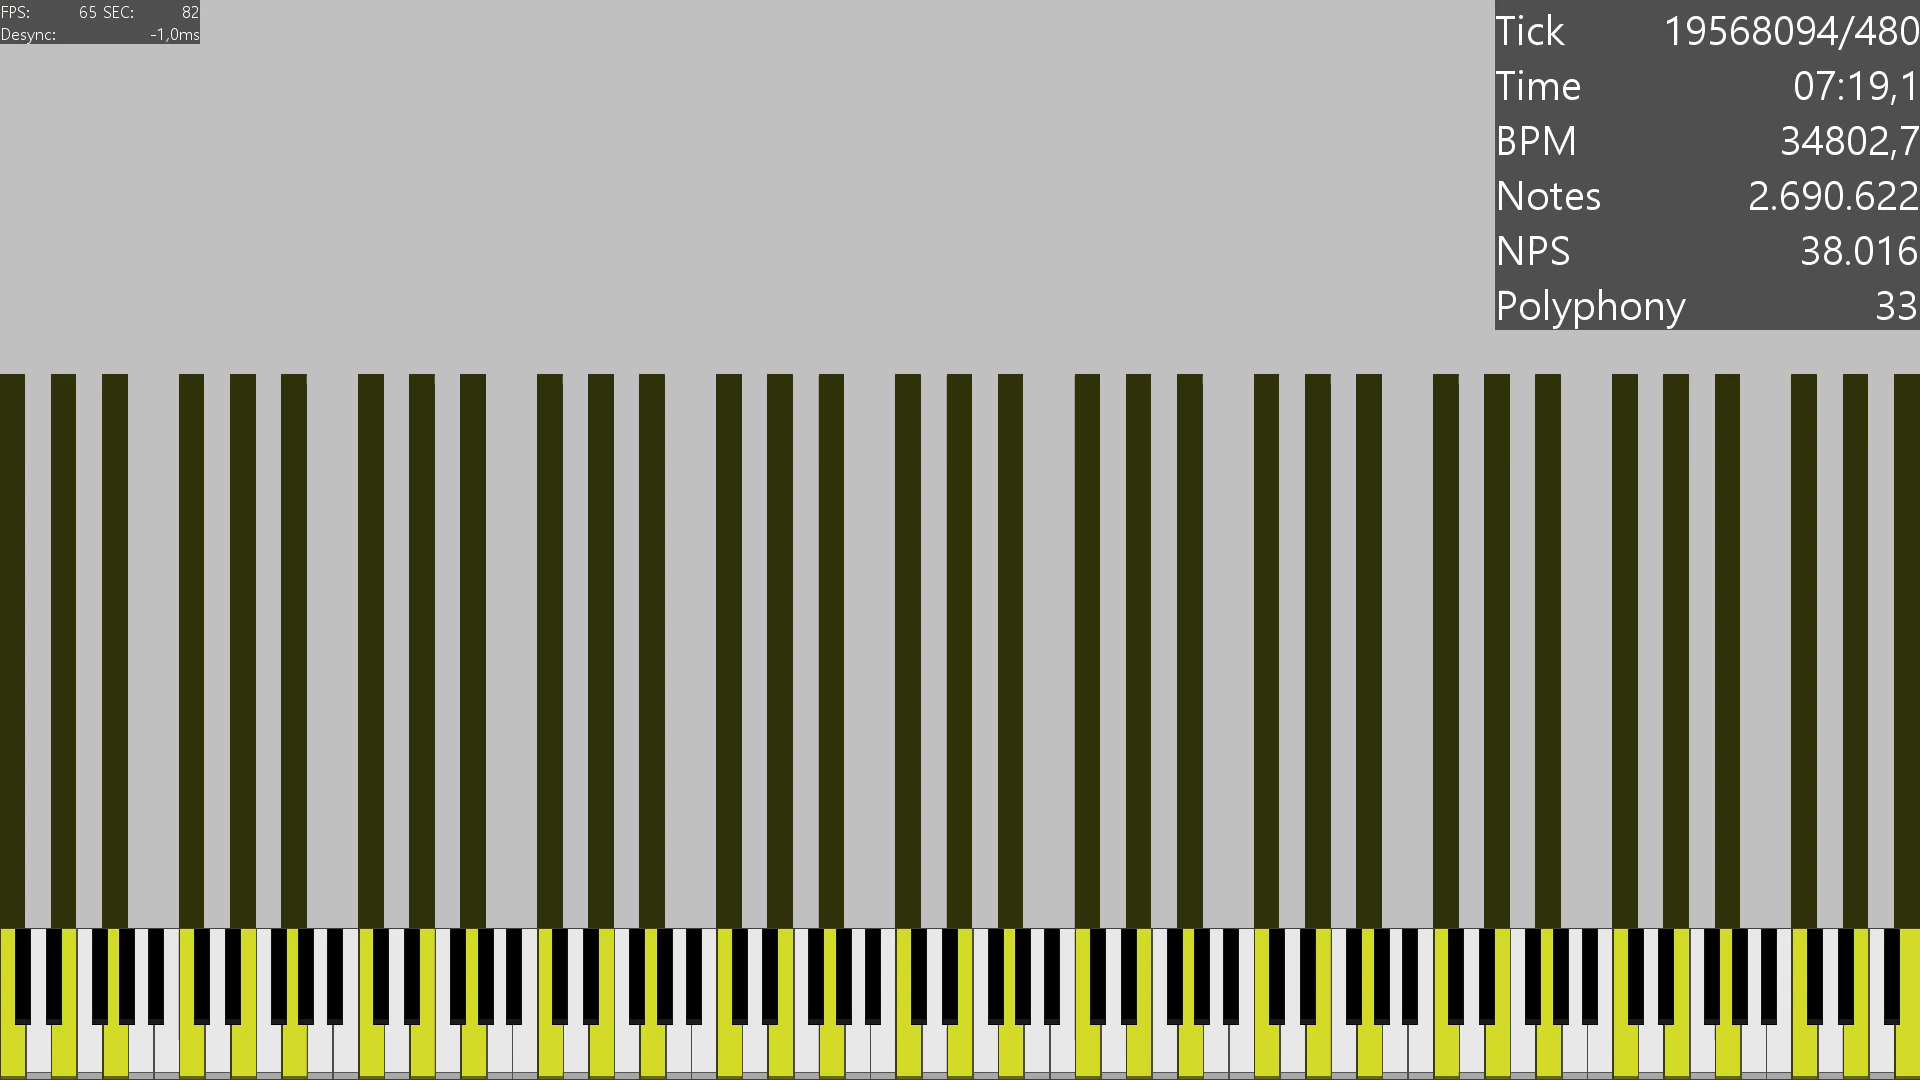 FPS: 65 SEC: 82
Desync: -1,0ms
Tick 19568094/480
Time 07:19,1
BPM 34802,7
Notes 2.690.622
NPS 38.016
Polyphony 33